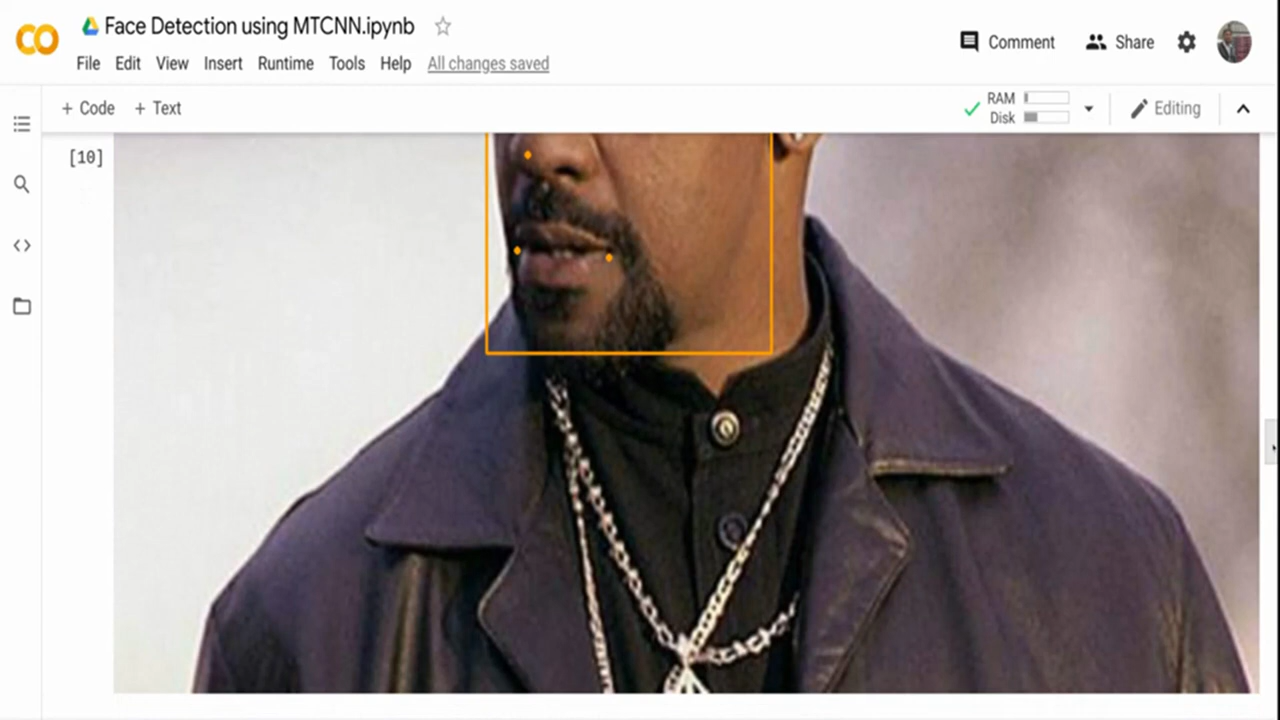 Face Detection using MTCNN.ipynb
File Edit View Insert Runtime Tools Help All changes saved
Comment Share
+ Code + Text
RAM
Disk
Editing
[10]